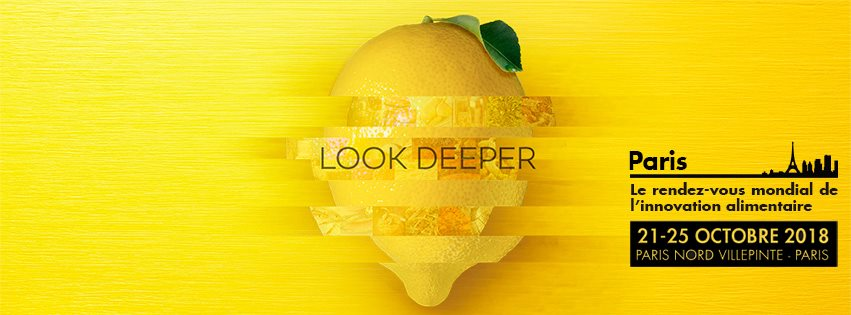 LOOK DEEPER
Paris
Le rendez-vous mondial de
l'innovation alimentaire
21-25 OCTOBRE 2018
PARIS NORD VILLEPINTE - PARIS